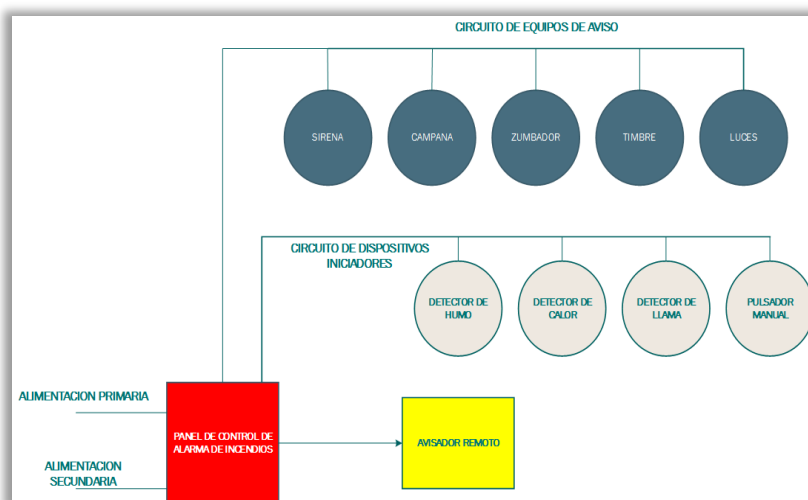 CIRCUITO DE EQUIPOS DE AVISO
SIRENA
CAMPANA
ZUMBADOR
TIMBRE
LUCES
CIRCUITO DE DISPOSITIVOS
INICIADORES
DETECTOR DE
HUMO
DETECTOR DE
CALOR
DETECTOR DE
LLAMA
PULSADOR
MANUAL
ALIMENTACION PRIMARIA
PANEL DE CONTROL DE
ALARMA DE INCENDIOS
AVISADOR REMOTO
ALIMENTACION
SECUNDARIA